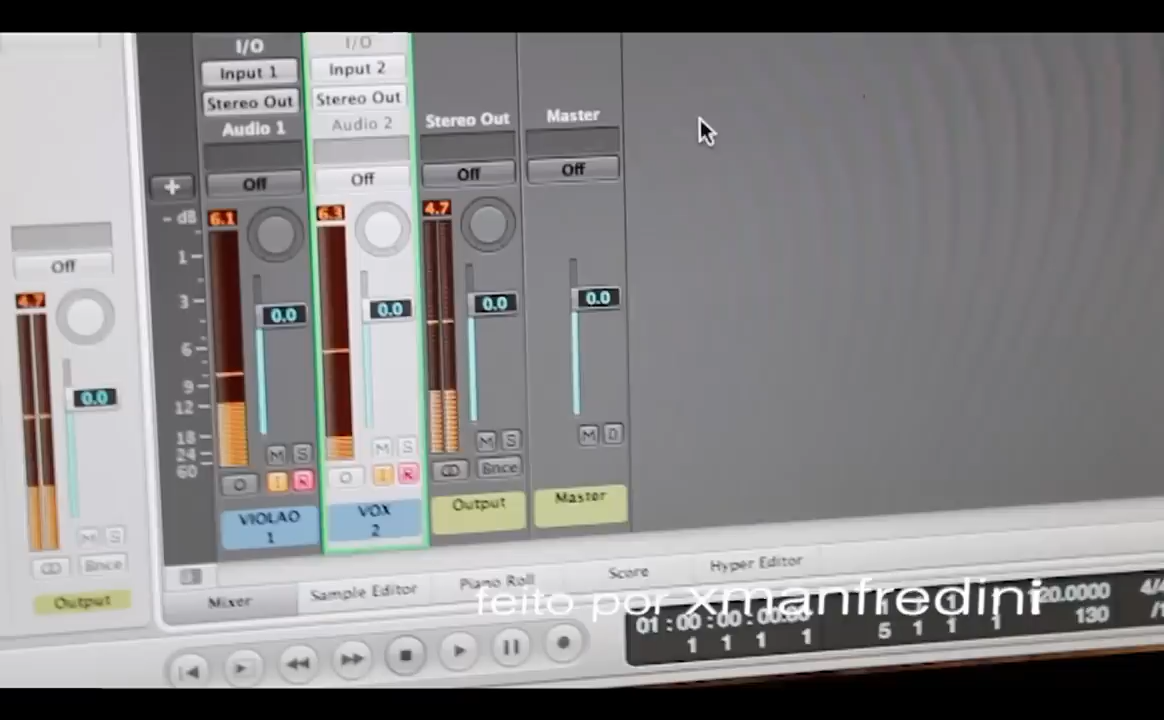 I/O I/O
Input 1 Input 2
Stereo Out Stereo Out
Audio 1 Audio 2 Stereo Out Master
Off Off Off Off
Off
+
dB 6.1 6.3 4.7
4.7
1
3
6
9
12
18
24
60
0.0 0.0 0.0 0.0
0.0
M S M S M S M D
M S
O I R O I R Bnce
Bnce
VIOLAO VOX Output Master
1 2
Output
Mixer Sample Editor Piano Roll Score Hyper Editor
feito por xmanfredini
01:00:00:00.00
1 1 1 1 5 1 1 1 130